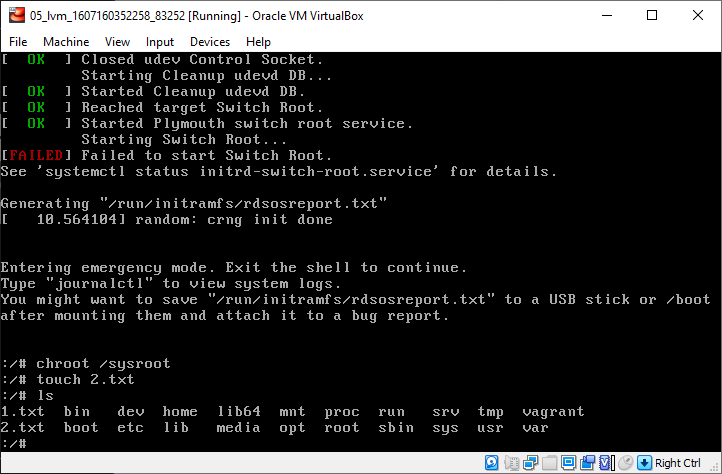 05_lvm_1607160352258_83252 [Running] - Oracle VM VirtualBox
File Machine View Input Devices Help
[  OK  ] Closed udev Control Socket.
         Starting Cleanup udevd DB...
[  OK  ] Started Cleanup udevd DB.
[  OK  ] Reached target Switch Root.
[  OK  ] Started Plymouth switch root service.
         Starting Switch Root...
[FAILED] Failed to start Switch Root.
See 'systemctl status initrd-switch-root.service' for details.
Generating "/run/initramfs/rdsosreport.txt"
[   10.564104] random: crng init done
Entering emergency mode. Exit the shell to continue.
Type "journalctl" to view system logs.
You might want to save "/run/initramfs/rdsosreport.txt" to a USB stick or /boot
after mounting them and attach it to a bug report.
:/# chroot /sysroot
:/# touch 2.txt
:/# ls
1.txt  bin   dev  home  lib64  mnt  proc  run   srv  tmp  vagrant
2.txt  boot  etc  lib   media  opt  root  sbin  sys  usr  var
:/#
Right Ctrl